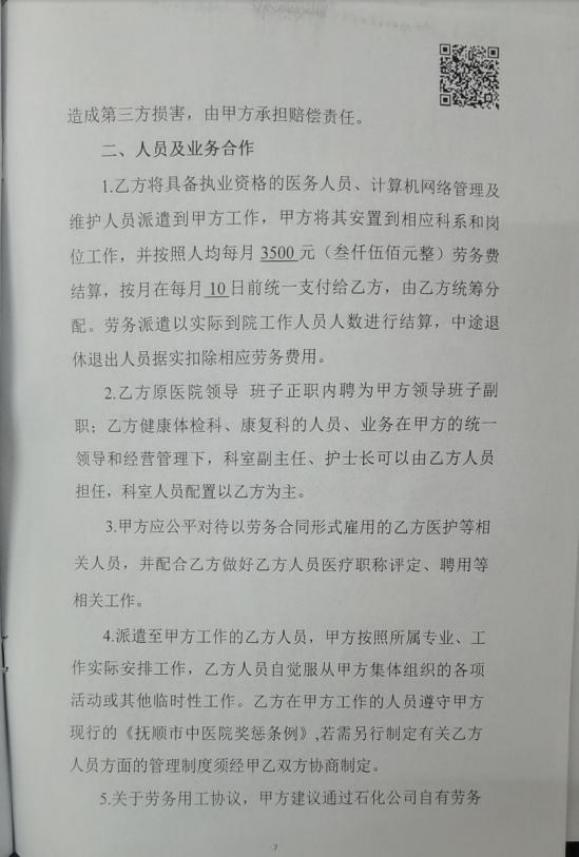 造成第三方损害，由甲方承担赔偿责任。
二、人员及业务合作
1.乙方将具备执业资格的医务人员、计算机网络管理及
维护人员派遣到甲方工作，甲方将其安置到相应科系和岗
位工作，并按照人均每月 3500 元（叁仟伍佰元整）劳务费
结算，按月在每月 10 日前统一支付给乙方，由乙方统筹分
配。劳务派遣以实际到院工作人员人数进行结算，中途退
休退出人员据实扣除相应劳务费用。
2.乙方原医院领导 班子正职内聘为甲方领导班子副
职；乙方健康体检科、康复科的人员、业务在甲方的统一
领导和经营管理下，科室副主任、护士长可以由乙方人员
担任，科室人员配置以乙方为主。
3.甲方应公平对待以劳务合同形式雇用的乙方医护等相
关人员，并配合乙方做好乙方人员医疗职称评定、聘用等
相关工作。
4.派遣至甲方工作的乙方人员，甲方按照所属专业、工
作实际安排工作，乙方人员自觉服从甲方集体组织的各项
活动或其他临时性工作。乙方在甲方工作的人员遵守甲方
现行的《抚顺市中医院奖惩条例》,若需另行制定有关乙方
人员方面的管理制度须经甲乙双方协商制定。
5.关于劳务用工协议，甲方建议通过石化公司自有劳务
7